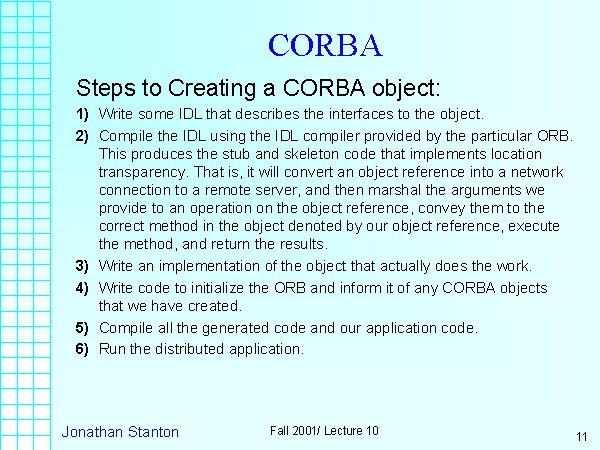 CORBA
Steps to Creating a CORBA object:
1) Write some IDL that describes the interfaces to the object.
2) Compile the IDL using the IDL compiler provided by the particular ORB.
This produces the stub and skeleton code that implements location
transparency. That is, it will convert an object reference into a network
connection to a remote server, and then marshal the arguments we
provide to an operation on the object reference, convey them to the
correct method in the object denoted by our object reference, execute
the method, and return the results.
3) Write an implementation of the object that actually does the work.
4) Write code to initialize the ORB and inform it of any CORBA objects
that we have created.
5) Compile all the generated code and our application code.
6) Run the distributed application.
Jonathan Stanton
Fall 2001/ Lecture 10
11